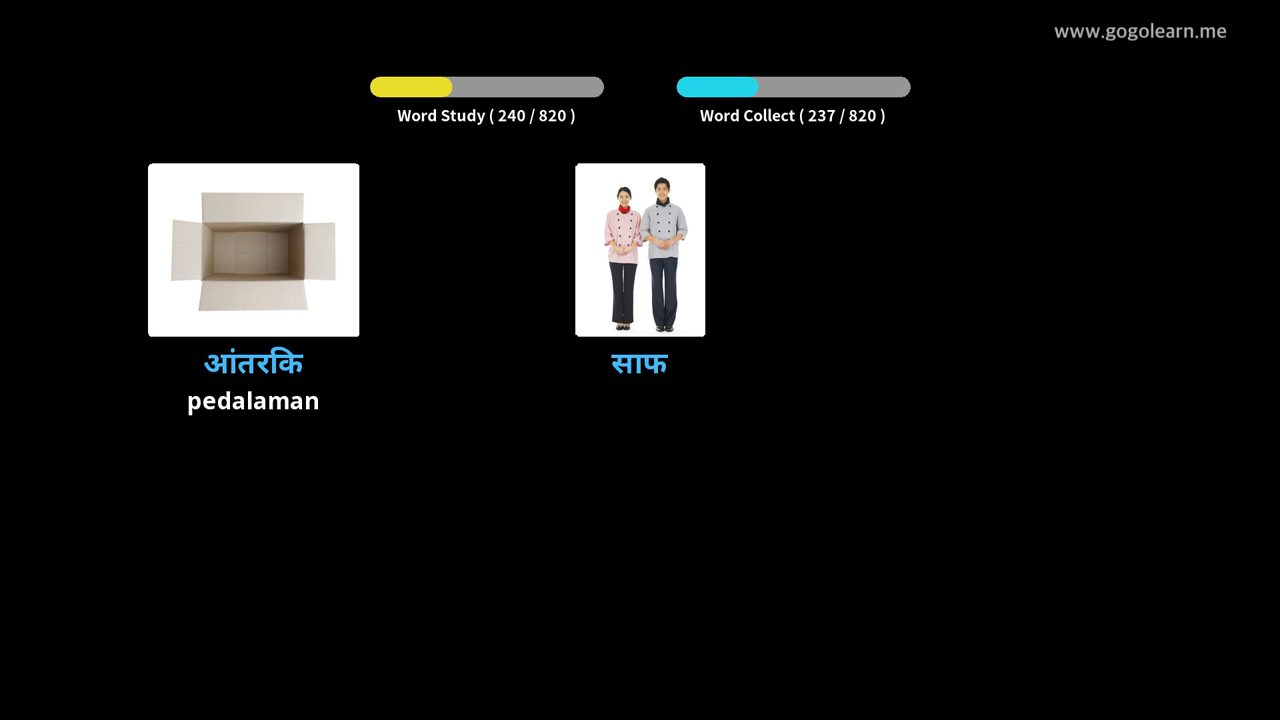 www.gogolearn.me
Word Study ( 240 / 820 )
Word Collect ( 237 / 820 )
आंतरकि
pedalaman
साफ